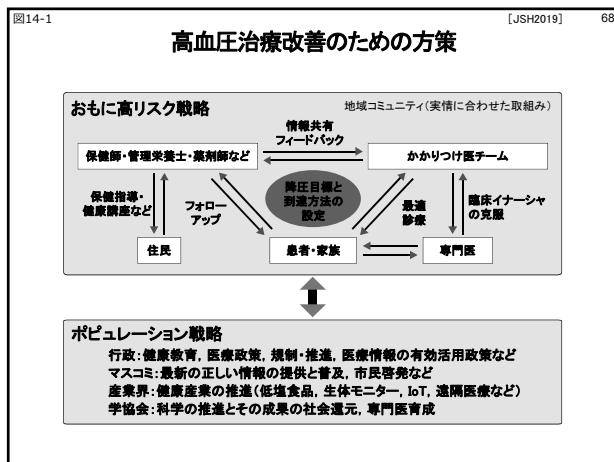 図14-1
[JSH2019]
68
高血圧治療改善のための方策
おもに高リスク戦略
地域コミュニティ(実情に合わせた取組み)
情報共有
フィードバック
保健師・管理栄養士・薬剤師など
かかりつけ医チーム
保健指導・
健康講座など
フォロー
アップ
降圧目標と
到達方法の
設定
最適
診療
臨床イナーシャ
の克服
住民
患者・家族
専門医
ポピュレーション戦略
行政:健康教育, 医療政策, 規制・推進, 医療情報の有効活用政策など
マスコミ:最新の正しい情報の提供と普及, 市民啓発など
産業界:健康産業の推進(低塩食品, 生体モニター, IoT, 遠隔医療など)
学協会:科学の推進とその成果の社会還元, 専門医育成